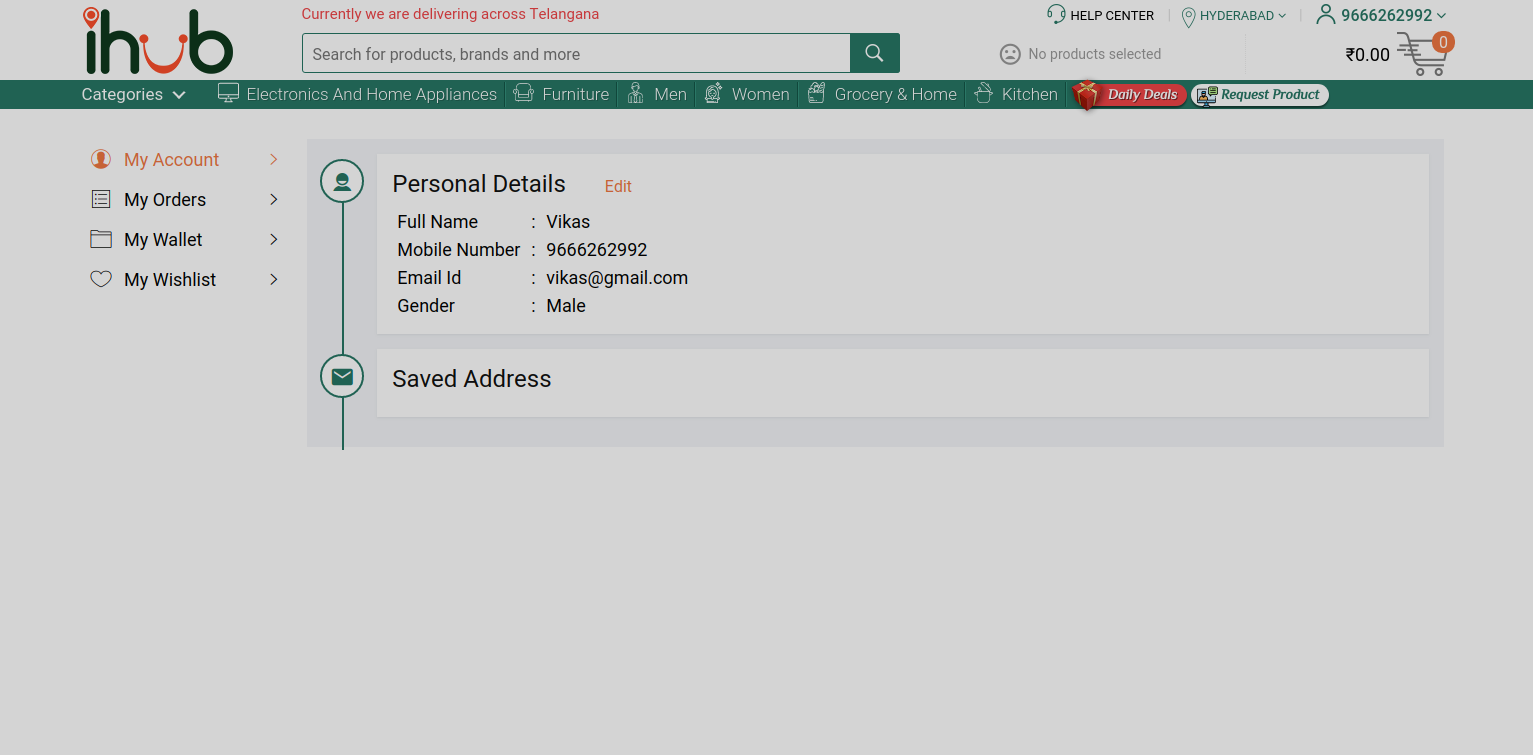 ihub
Currently we are delivering across Telangana
HELP CENTER | HYDERABAD | 9666262992
Search for products, brands and more
No products selected
₹0.00 0
Categories Electronics And Home Appliances Furniture Men Women Grocery & Home Kitchen Daily Deals Request Product
My Account
My Orders
My Wallet
My Wishlist
Personal Details Edit
Full Name : Vikas
Mobile Number : 9666262992
Email Id : vikas@gmail.com
Gender : Male
Saved Address